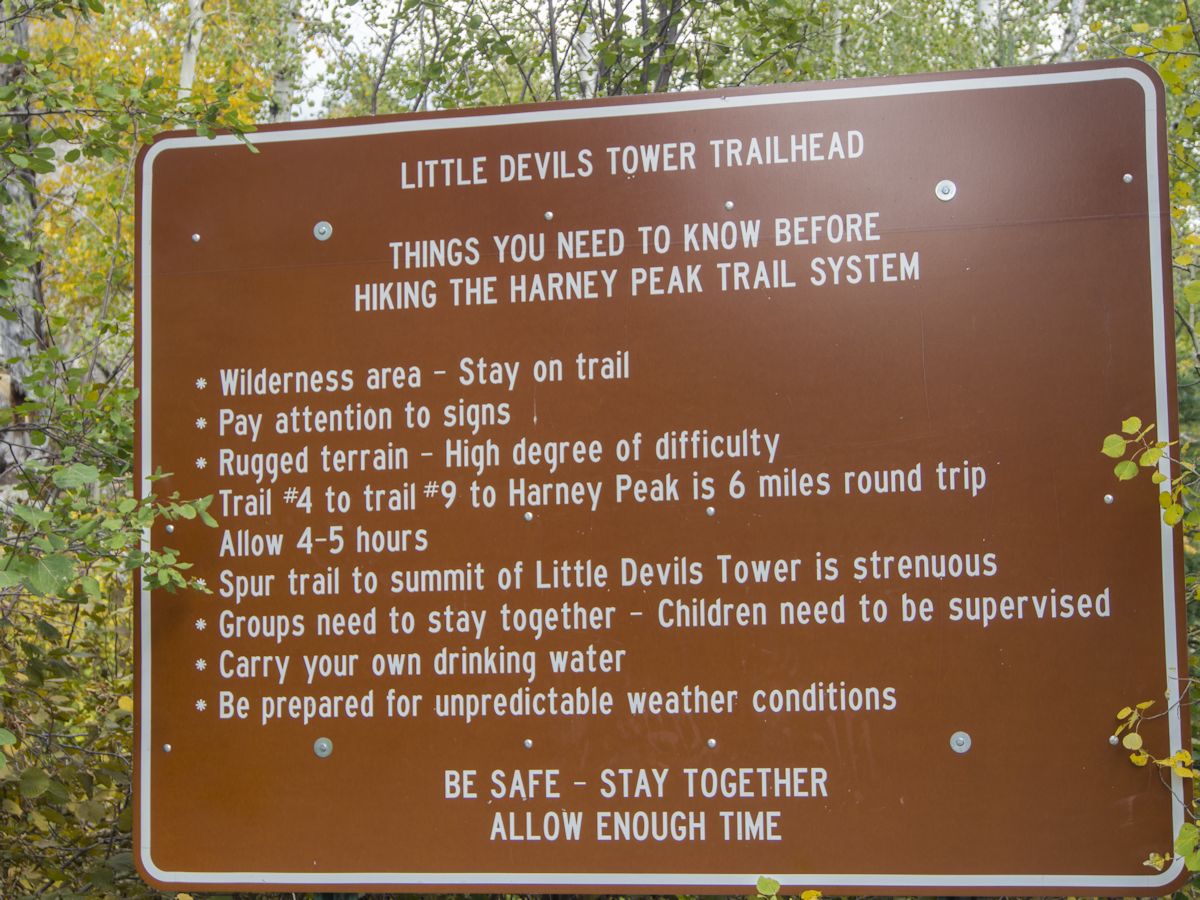 LITTLE DEVILS TOWER TRAILHEAD
THINGS YOU NEED TO KNOW BEFORE
HIKING THE HARNEY PEAK TRAIL SYSTEM
* Wilderness area - Stay on trail
* Pay attention to signs
* Rugged terrain - High degree of difficulty
Trail #4 to trail #9 to Harney Peak is 6 miles round trip
Allow 4-5 hours
* Spur trail to summit of Little Devils Tower is strenuous
* Groups need to stay together - Children need to be supervised
* Carry your own drinking water
* Be prepared for unpredictable weather conditions
BE SAFE - STAY TOGETHER
ALLOW ENOUGH TIME